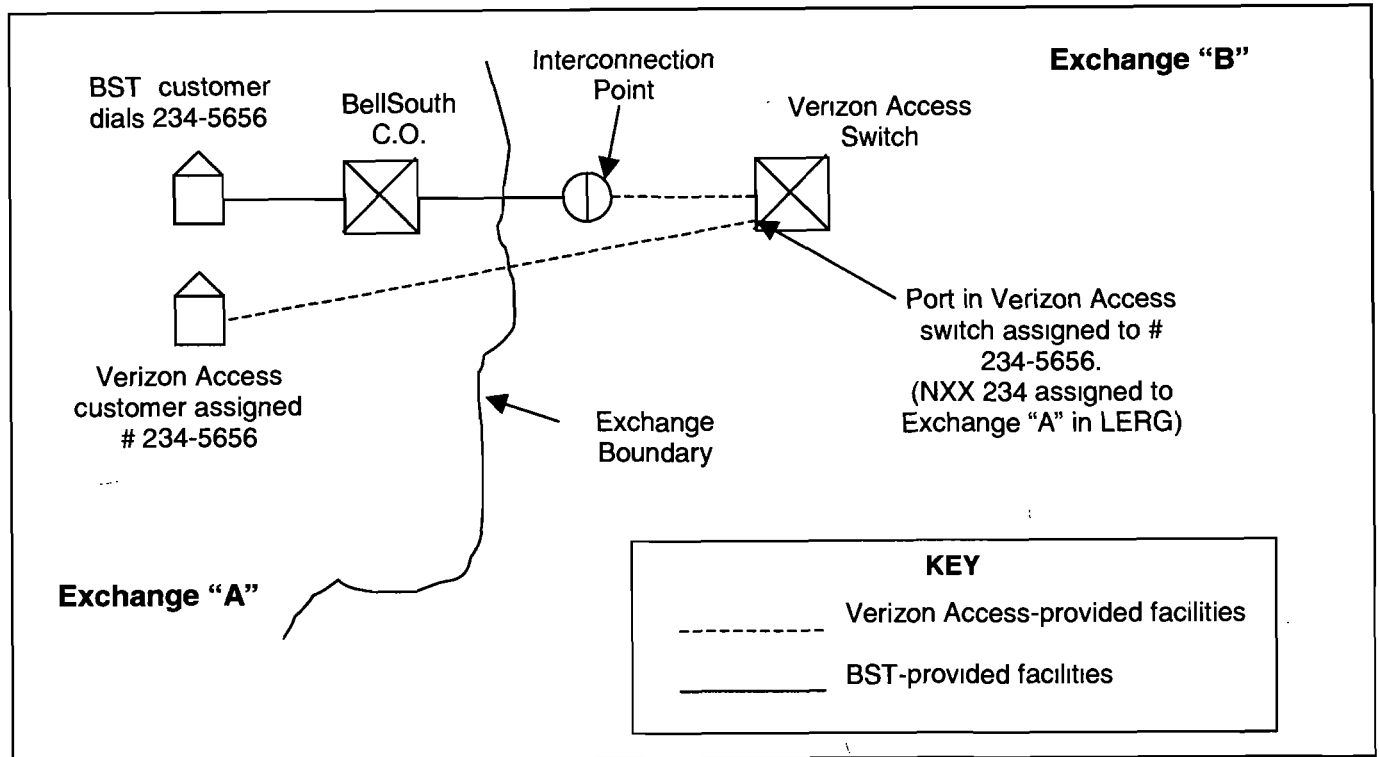 BST customer
dials 234-5656
BellSouth
C.O.
Interconnection
Point
Exchange “B”
Verizon Access
Switch
Verizon Access
customer assigned
# 234-5656
Exchange
Boundary
Port in Verizon Access
switch assigned to #
234-5656.
(NXX 234 assigned to
Exchange “A” in LERG)
Exchange “A”
KEY
Verizon Access-provided facilities
BST-provided facilities